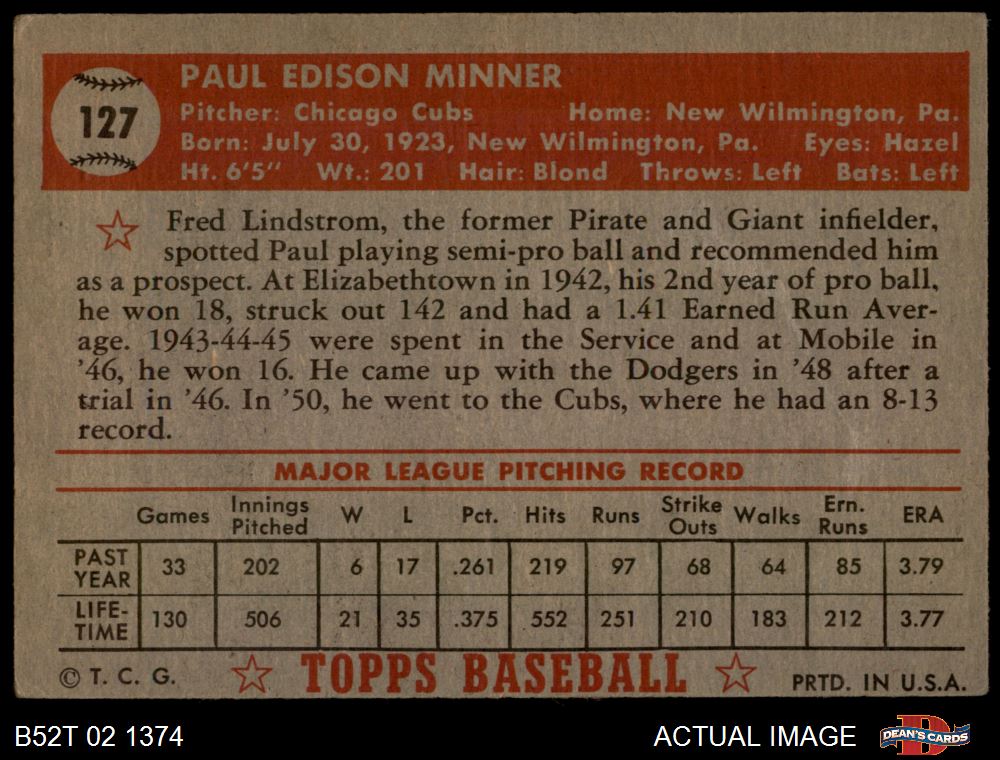 127
PAUL EDISON MINNER
Pitcher: Chicago Cubs Home: New Wilmington, Pa.
Born: July 30, 1923, New Wilmington, Pa. Eyes: Hazel
Ht. 6'5" Wt.: 201 Hair: Blond Throws: Left Bats: Left
Fred Lindstrom, the former Pirate and Giant infielder,
spotted Paul playing semi-pro ball and recommended him
as a prospect. At Elizabethtown in 1942, his 2nd year of pro ball,
he won 18, struck out 142 and had a 1.41 Earned Run Aver-
age. 1943-44-45 were spent in the Service and at Mobile in
'46, he won 16. He came up with the Dodgers in '48 after a
trial in '46. In '50, he went to the Cubs, where he had an 8-13
record.
MAJOR LEAGUE PITCHING RECORD
Games Innings Pitched W L Pct. Hits Runs Strike Outs Walks Ern. Runs ERA
PAST YEAR 33 202 6 17 .261 219 97 68 64 85 3.79
LIFE-TIME 130 506 21 35 .375 552 251 210 183 212 3.77
© T. C. G. TOPPS BASEBALL PRTD. IN U.S.A.
B52T 02 1374 ACTUAL IMAGE D DEAN'S CARDS